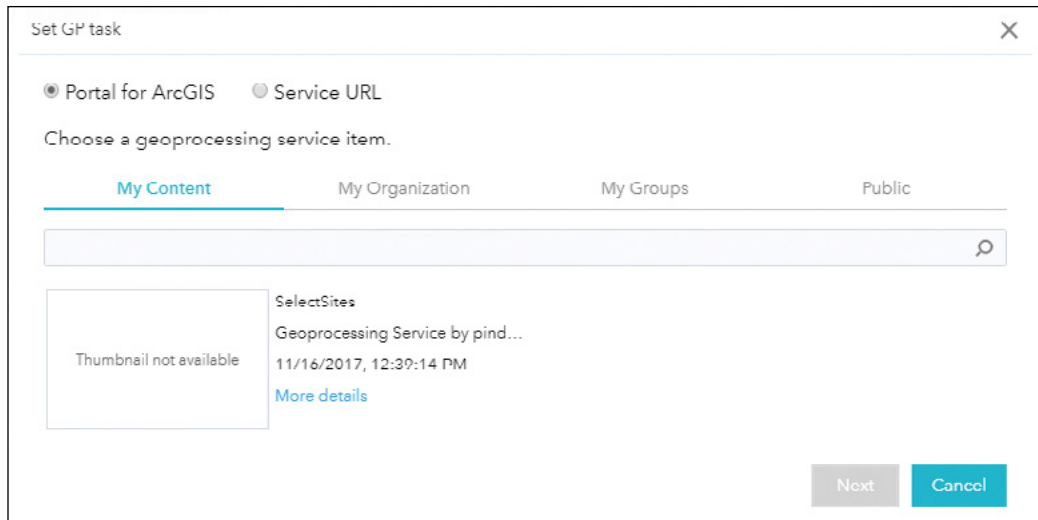 Set GP task
Portal for ArcGIS Service URL
Choose a geoprocessing service item.
My Content My Organization My Groups Public
Thumbnail not available
SelectSites
Geoprocessing Service by pind...
11/16/2017, 12:39:14 PM
More details
Next Cancel